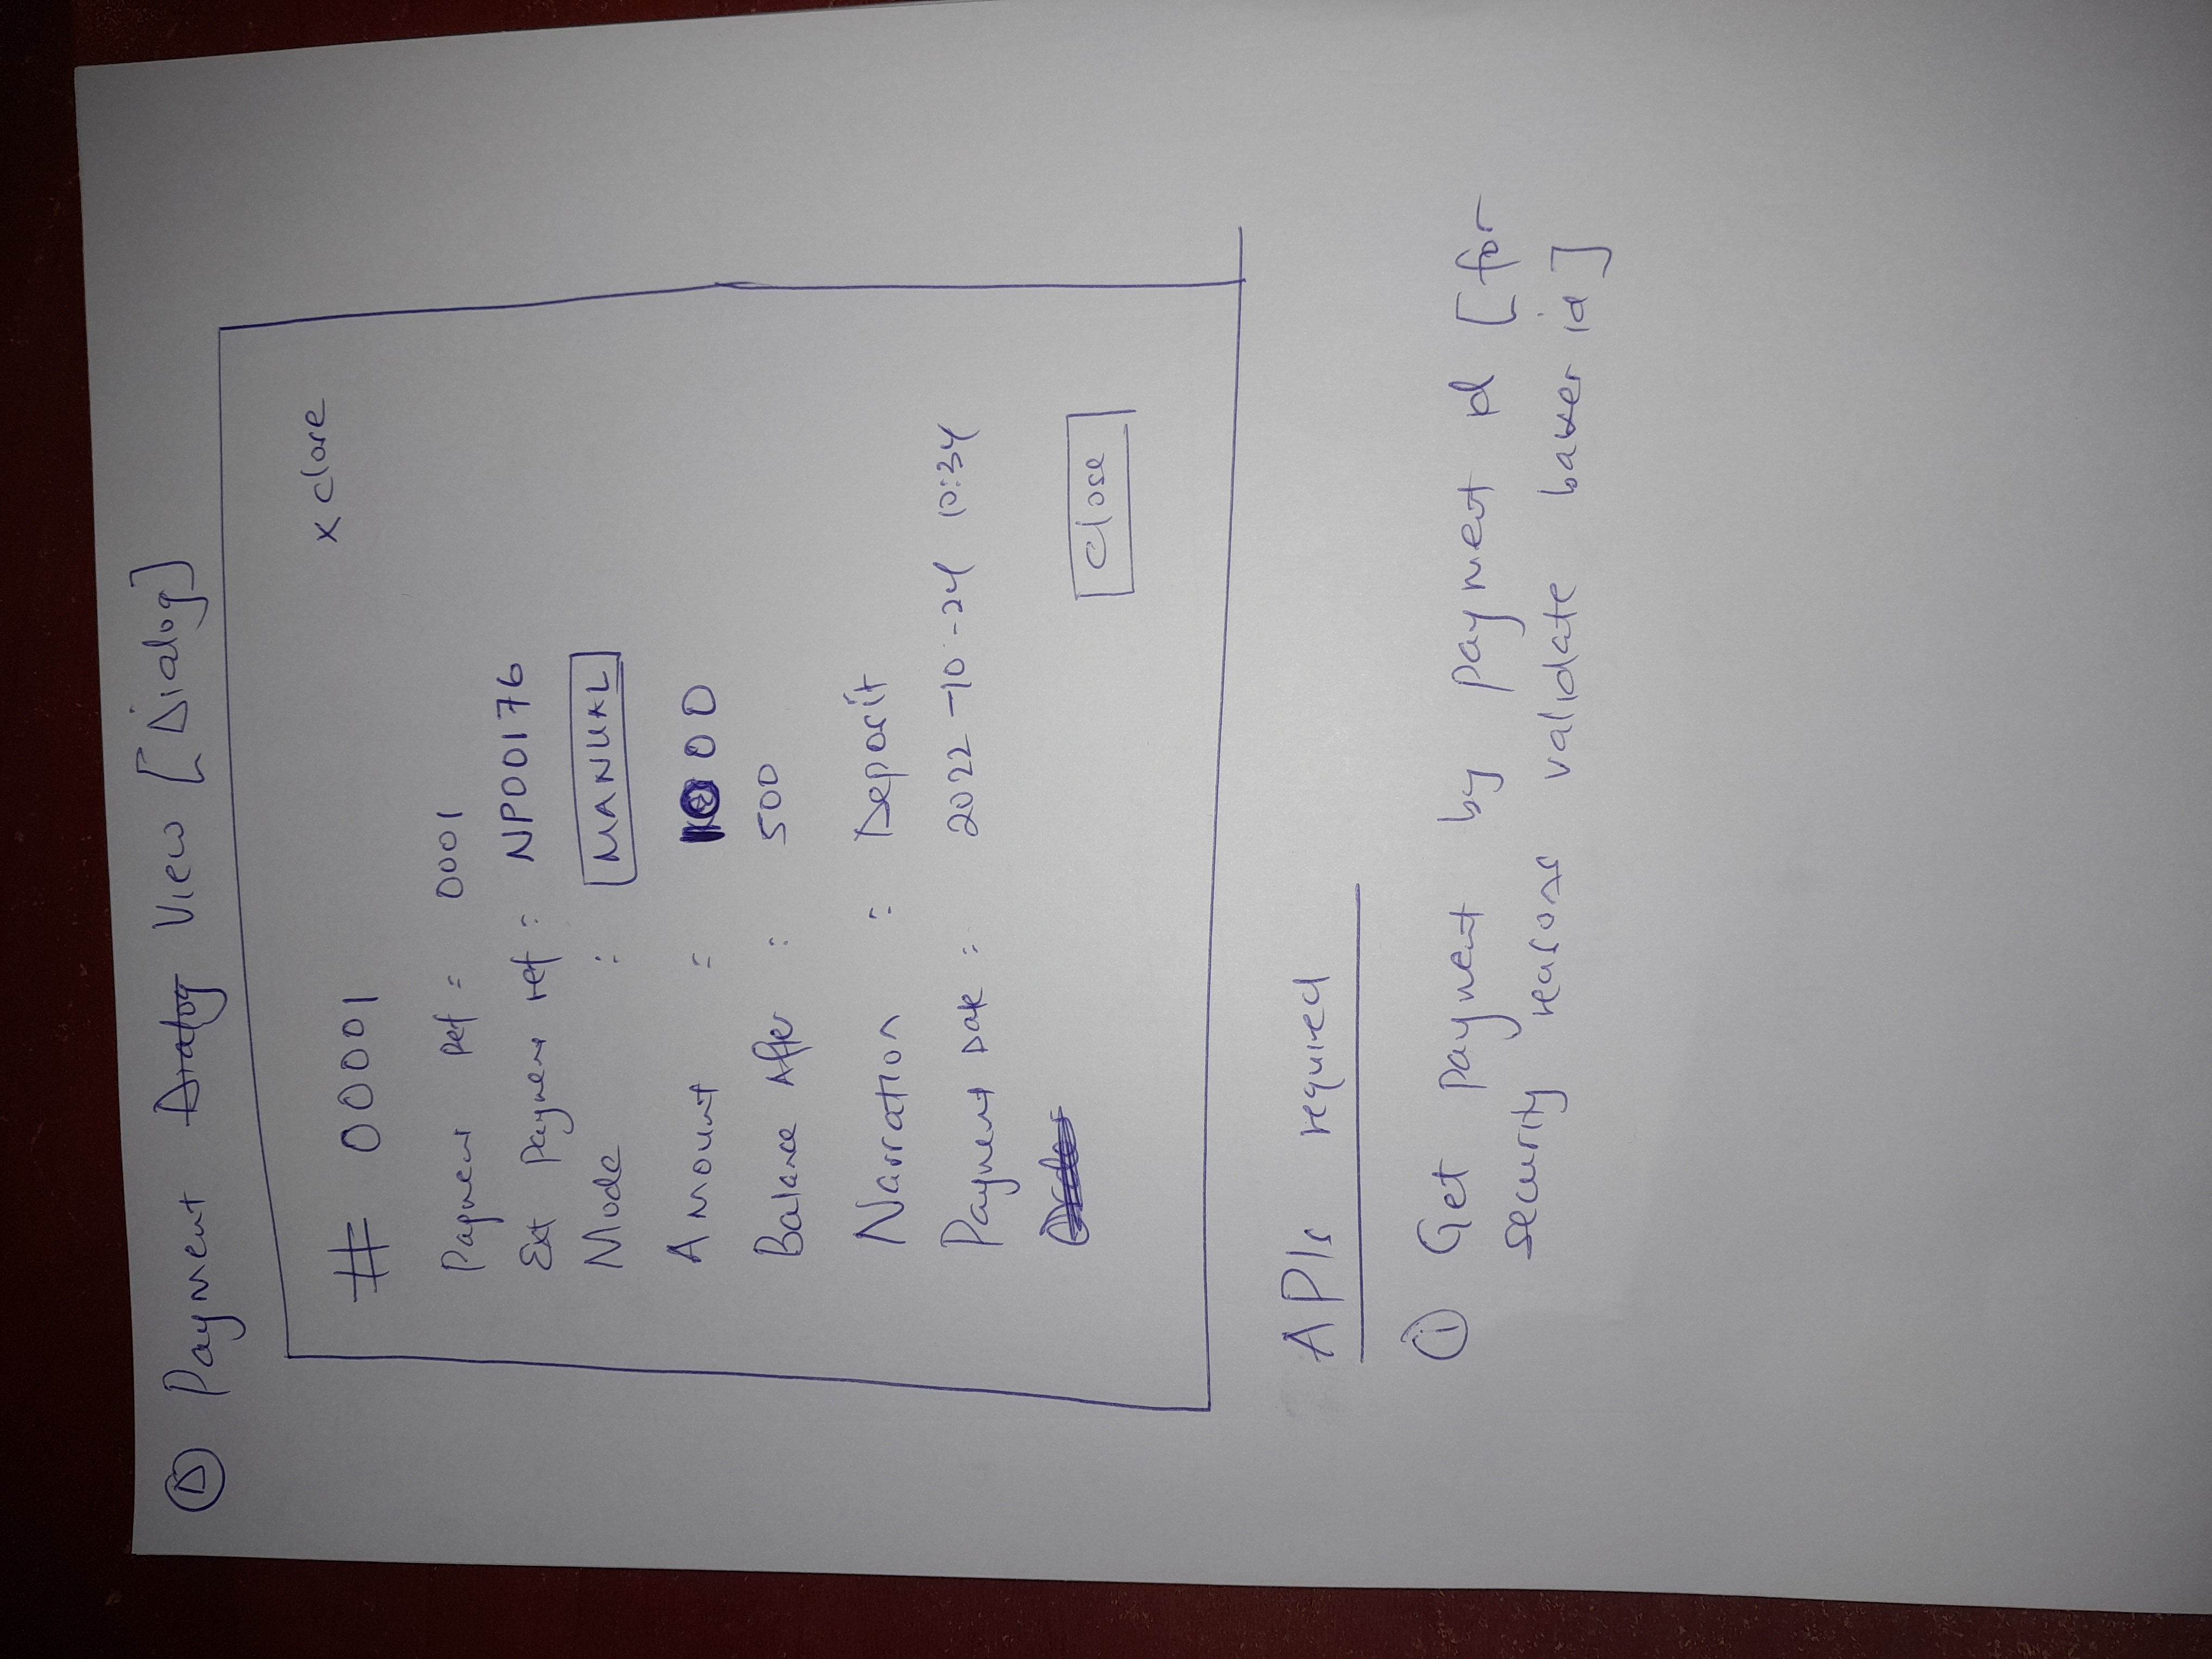 D Payment Dialog View [Dialog]
x close
# 00001
Payment Ref = 0001
Ext Payment ref : NP00176
Mode : MANUAL
Amount = 1000
Balance After : 500
Narration : Deposit
Payment Date : 2022-10-24 10:34
Order
Close
APIs required
① Get payment by payment id [for
security reasons validate baker id]